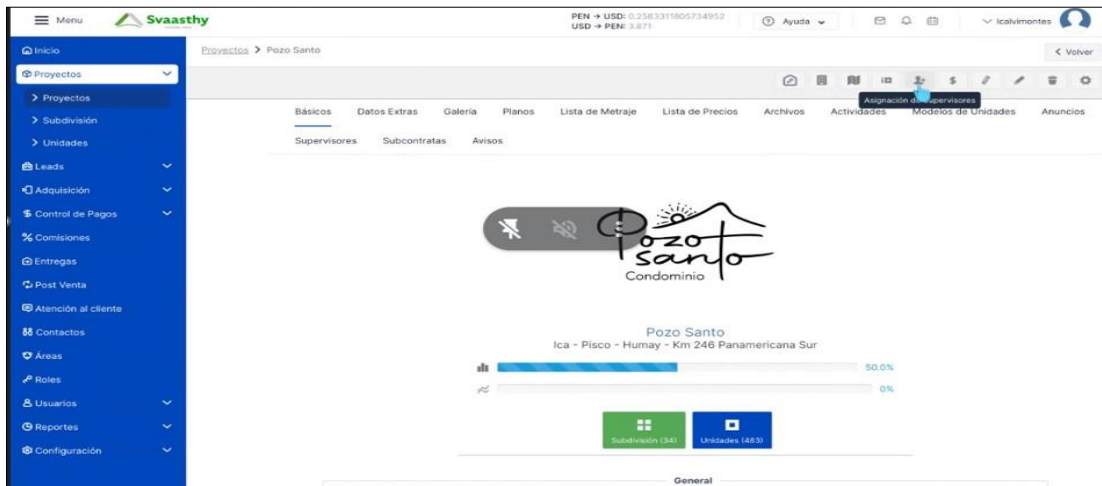 Menu
Svaasthy
PEN → USD: 0.2583311805734952
USD → PEN: 3.871
Ayuda
lcalvimontes
Inicio
Proyectos > Pozo Santo
Volver
Proyectos
Proyectos
Subdivisión
Unidades
Leads
Adquisición
Control de Pagos
Comisiones
Entregas
Post Venta
Atención al cliente
Contactos
Áreas
Roles
Usuarios
Reportes
Configuración
Asignación de supervisores
Básicos Datos Extras Galería Planos Lista de Metraje Lista de Precios Archivos Actividades Modelos de Unidades Anuncios
Supervisores Subcontratas Avisos
Pozo
Santo
Condominio
Pozo Santo
Ica - Pisco - Humay - Km 246 Panamericana Sur
50.0%
0%
Subdivisión (34) Unidades (483)
General